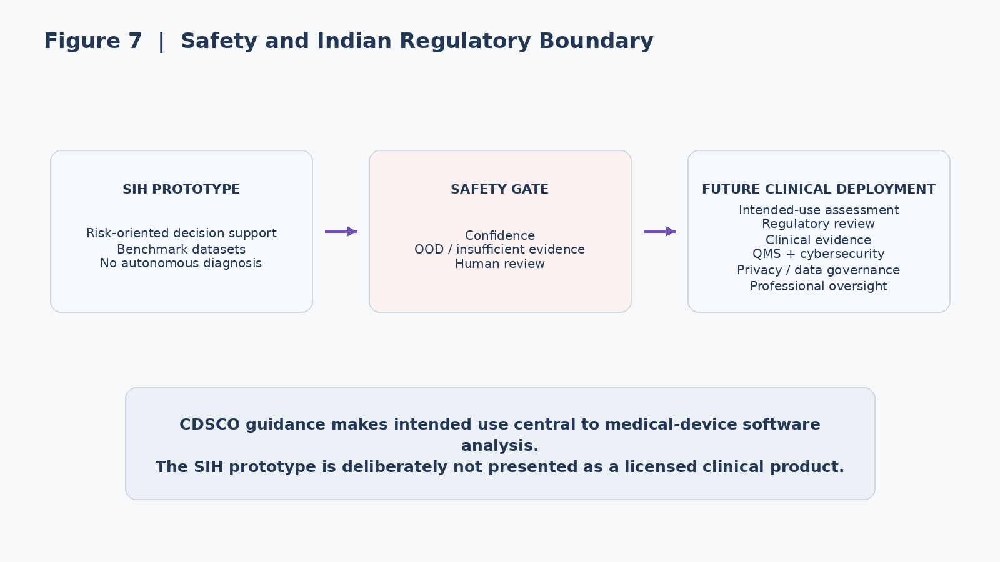 Figure 7 | Safety and Indian Regulatory Boundary
SIH PROTOTYPE
Risk-oriented decision support
Benchmark datasets
No autonomous diagnosis
SAFETY GATE
Confidence
OOD / insufficient evidence
Human review
FUTURE CLINICAL DEPLOYMENT
Intended-use assessment
Regulatory review
Clinical evidence
QMS + cybersecurity
Privacy / data governance
Professional oversight
CDSCO guidance makes intended use central to medical-device software
analysis.
The SIH prototype is deliberately not presented as a licensed clinical product.